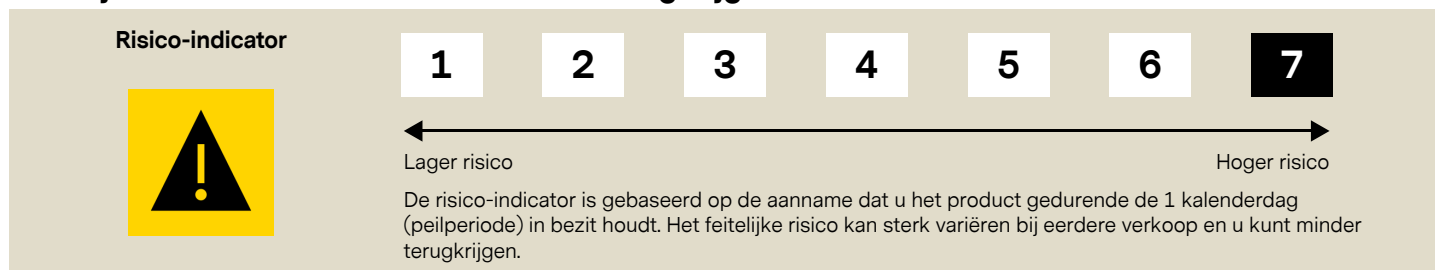 Risico-indicator
1 2 3 4 5 6 7
Lager risico Hoger risico
De risico-indicator is gebaseerd op de aanname dat u het product gedurende de 1 kalenderdag
(peilperiode) in bezit houdt. Het feitelijke risico kan sterk variëren bij eerdere verkoop en u kunt minder
terugkrijgen.